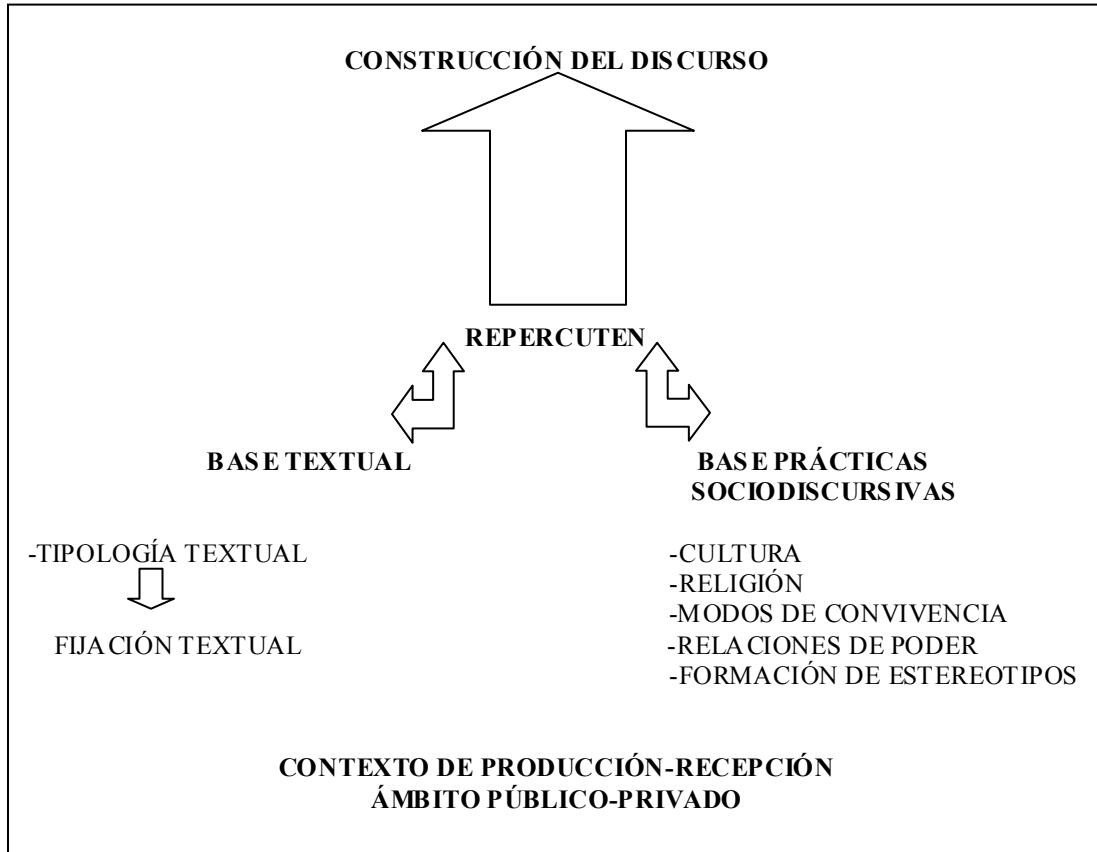 CONSTRUCCIÓN DEL DISCURSO
REPERCUTEN
BASE TEXTUAL
BASE PRÁCTICAS
SOCIODISCURSIVAS
-TIPOLOGÍA TEXTUAL
FIJACIÓN TEXTUAL
-CULTURA
-RELIGIÓN
-MODOS DE CONVIVENCIA
-RELACIONES DE PODER
-FORMACIÓN DE ESTEREOTIPOS
CONTEXTO DE PRODUCCIÓN-RECEPCIÓN
ÁMBITO PÚBLICO-PRIVADO